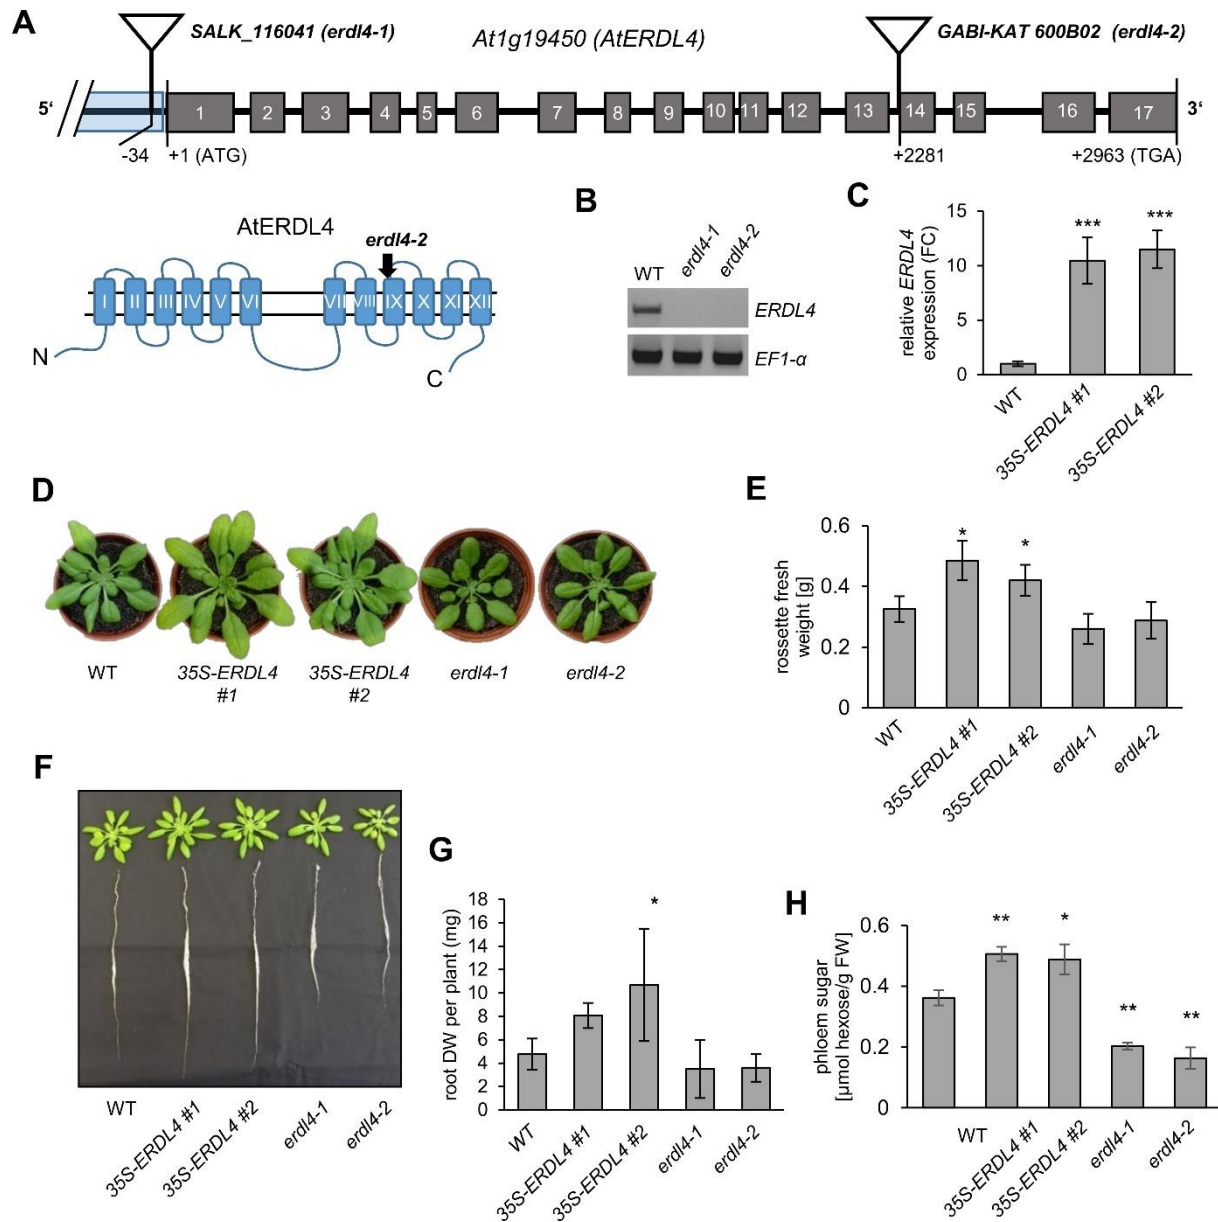 A
SALK_116041 (erdl4-1)
At1g19450 (AtERDL4)
GABI-KAT 600B02 (erdl4-2)
5‘
1 2 3 4 5 6 7 8 9 10 11 12 13 14 15 16 17
3‘
-34
+1 (ATG)
+2281
+2963 (TGA)
AtERDL4
erdl4-2
I II III IV V VI VII VIII IX X XI XII
N
C
B
WT
erdl4-1
erdl4-2
ERDL4
EF1-α
C
relative ERDL4
expression (FC)
15
10
5
0
***
***
WT
35S-ERDL4 #1
35S-ERDL4 #2
D
WT
35S-ERDL4
#1
35S-ERDL4
#2
erdl4-1
erdl4-2
E
rossette fresh
weight [g]
0.6
0.4
0.2
0
*
*
WT
35S-ERDL4 #1
35S-ERDL4 #2
erdl4-1
erdl4-2
F
WT
35S-ERDL4 #1
35S-ERDL4 #2
erdl4-1
erdl4-2
G
root DW per plant (mg)
18
16
14
12
10
8
6
4
2
0
*
WT
35S-ERDL4 #1
35S-ERDL4 #2
erdl4-1
erdl4-2
H
phloem sugar
[µmol hexose/g FW]
0.6
0.4
0.2
0
**
*
**
**
WT
35S-ERDL4 #1
35S-ERDL4 #2
erdl4-1
erdl4-2